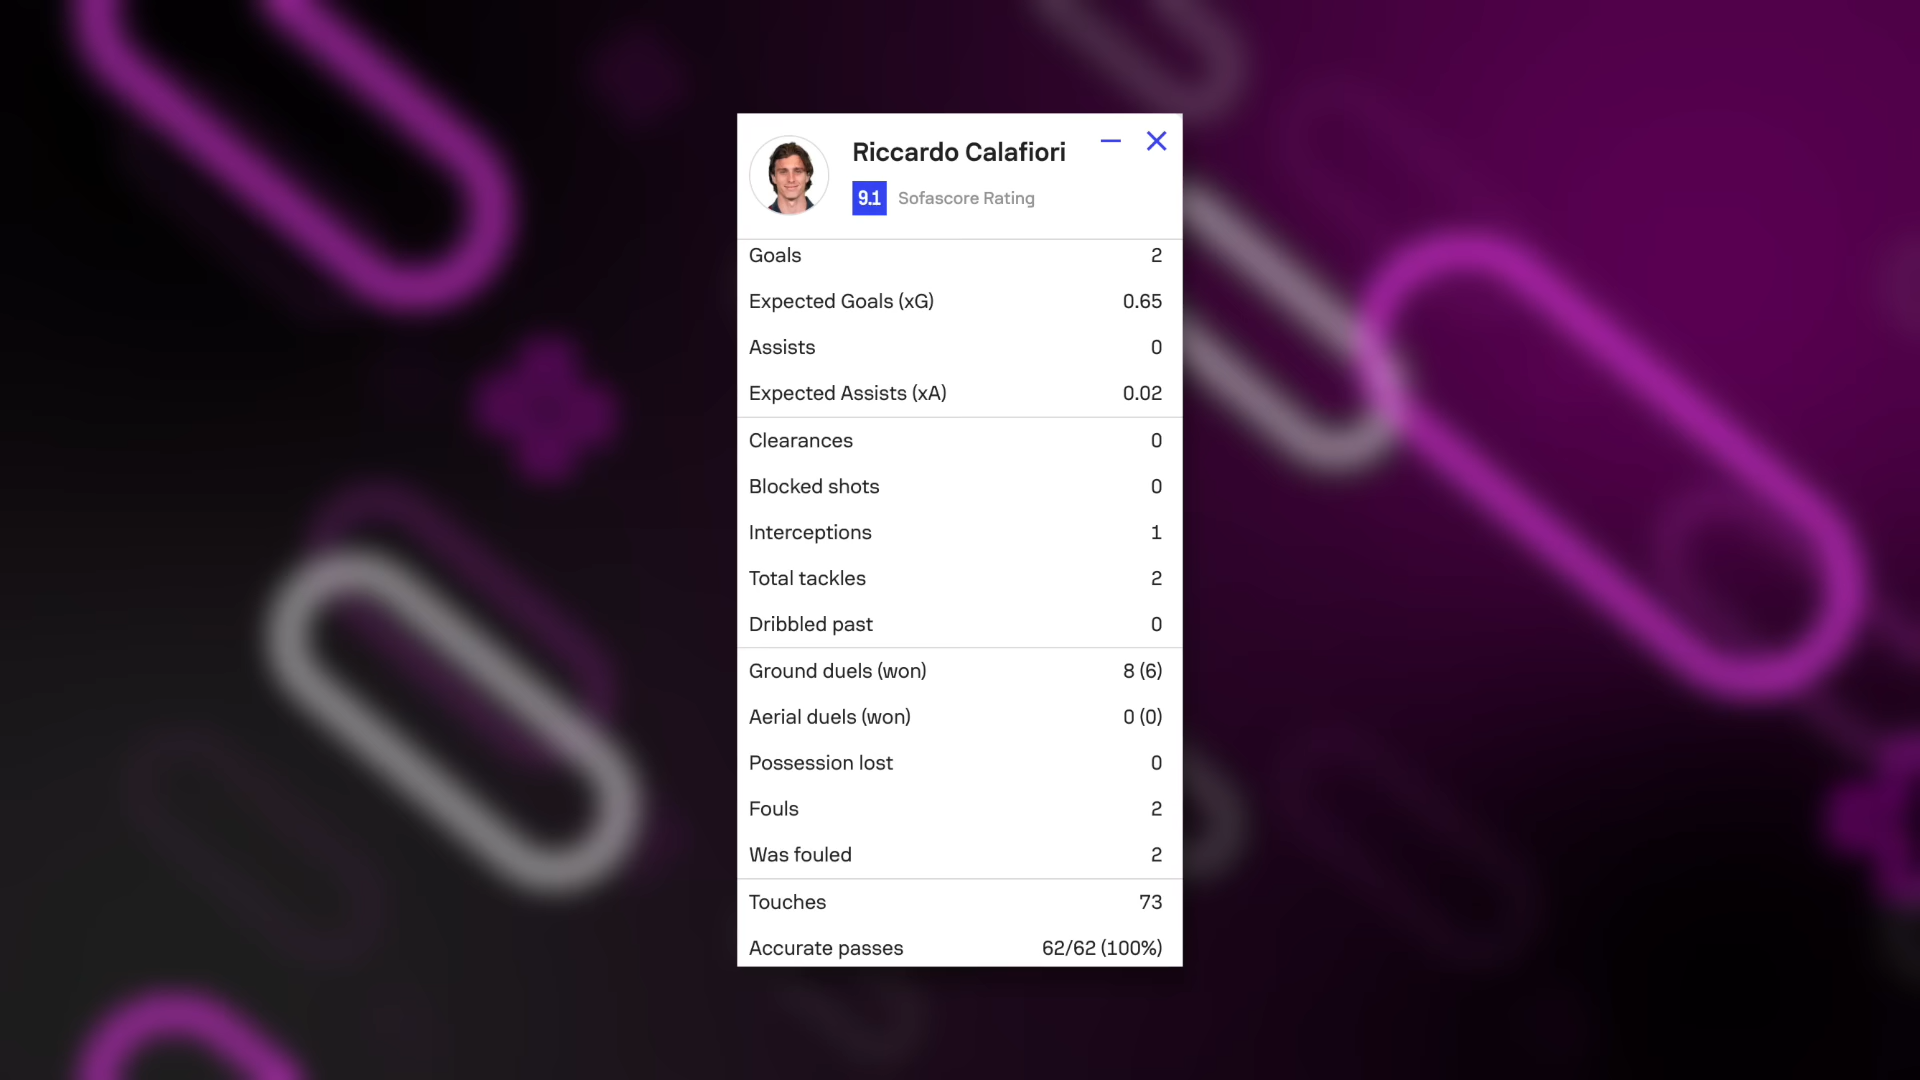 Riccardo Calafiori
9.1 Sofascore Rating
Goals 2
Expected Goals (xG) 0.65
Assists 0
Expected Assists (xA) 0.02
Clearances 0
Blocked shots 0
Interceptions 1
Total tackles 2
Dribbled past 0
Ground duels (won) 8 (6)
Aerial duels (won) 0 (0)
Possession lost 0
Fouls 2
Was fouled 2
Touches 73
Accurate passes 62/62 (100%)